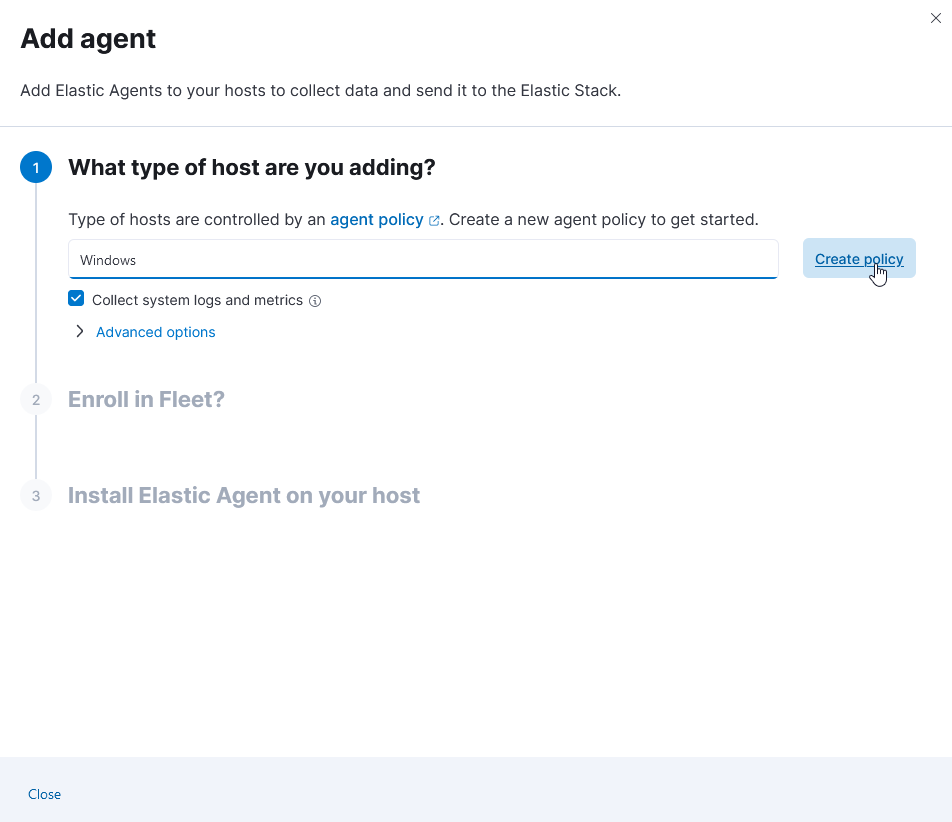 Add agent
Add Elastic Agents to your hosts to collect data and send it to the Elastic Stack.
1 What type of host are you adding?
Type of hosts are controlled by an agent policy. Create a new agent policy to get started.
Windows Create policy
Collect system logs and metrics
Advanced options
2 Enroll in Fleet?
3 Install Elastic Agent on your host
Close